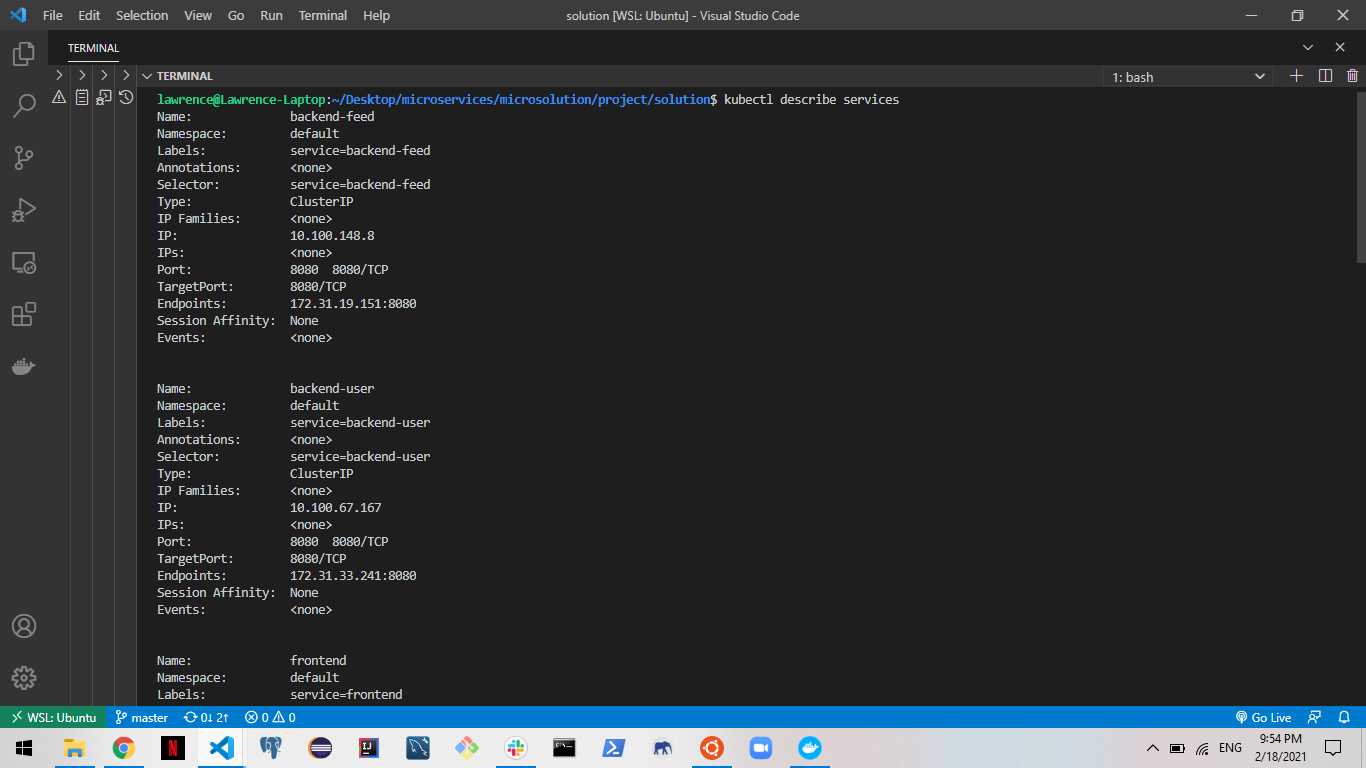 File Edit Selection View Go Run Terminal Help
solution [WSL: Ubuntu] - Visual Studio Code
TERMINAL
TERMINAL
1: bash
lawrence@Lawrence-Laptop:~/Desktop/microservices/microsolution/project/solution$ kubectl describe services
Name: backend-feed
Namespace: default
Labels: service=backend-feed
Annotations: <none>
Selector: service=backend-feed
Type: ClusterIP
IP Families: <none>
IP: 10.100.148.8
IPs: <none>
Port: 8080 8080/TCP
TargetPort: 8080/TCP
Endpoints: 172.31.19.151:8080
Session Affinity: None
Events: <none>
Name: backend-user
Namespace: default
Labels: service=backend-user
Annotations: <none>
Selector: service=backend-user
Type: ClusterIP
IP Families: <none>
IP: 10.100.67.167
IPs: <none>
Port: 8080 8080/TCP
TargetPort: 8080/TCP
Endpoints: 172.31.33.241:8080
Session Affinity: None
Events: <none>
Name: frontend
Namespace: default
Labels: service=frontend
WSL: Ubuntu master 0↓ 2↑ 0 0 Go Live
ENG
9:54 PM
2/18/2021